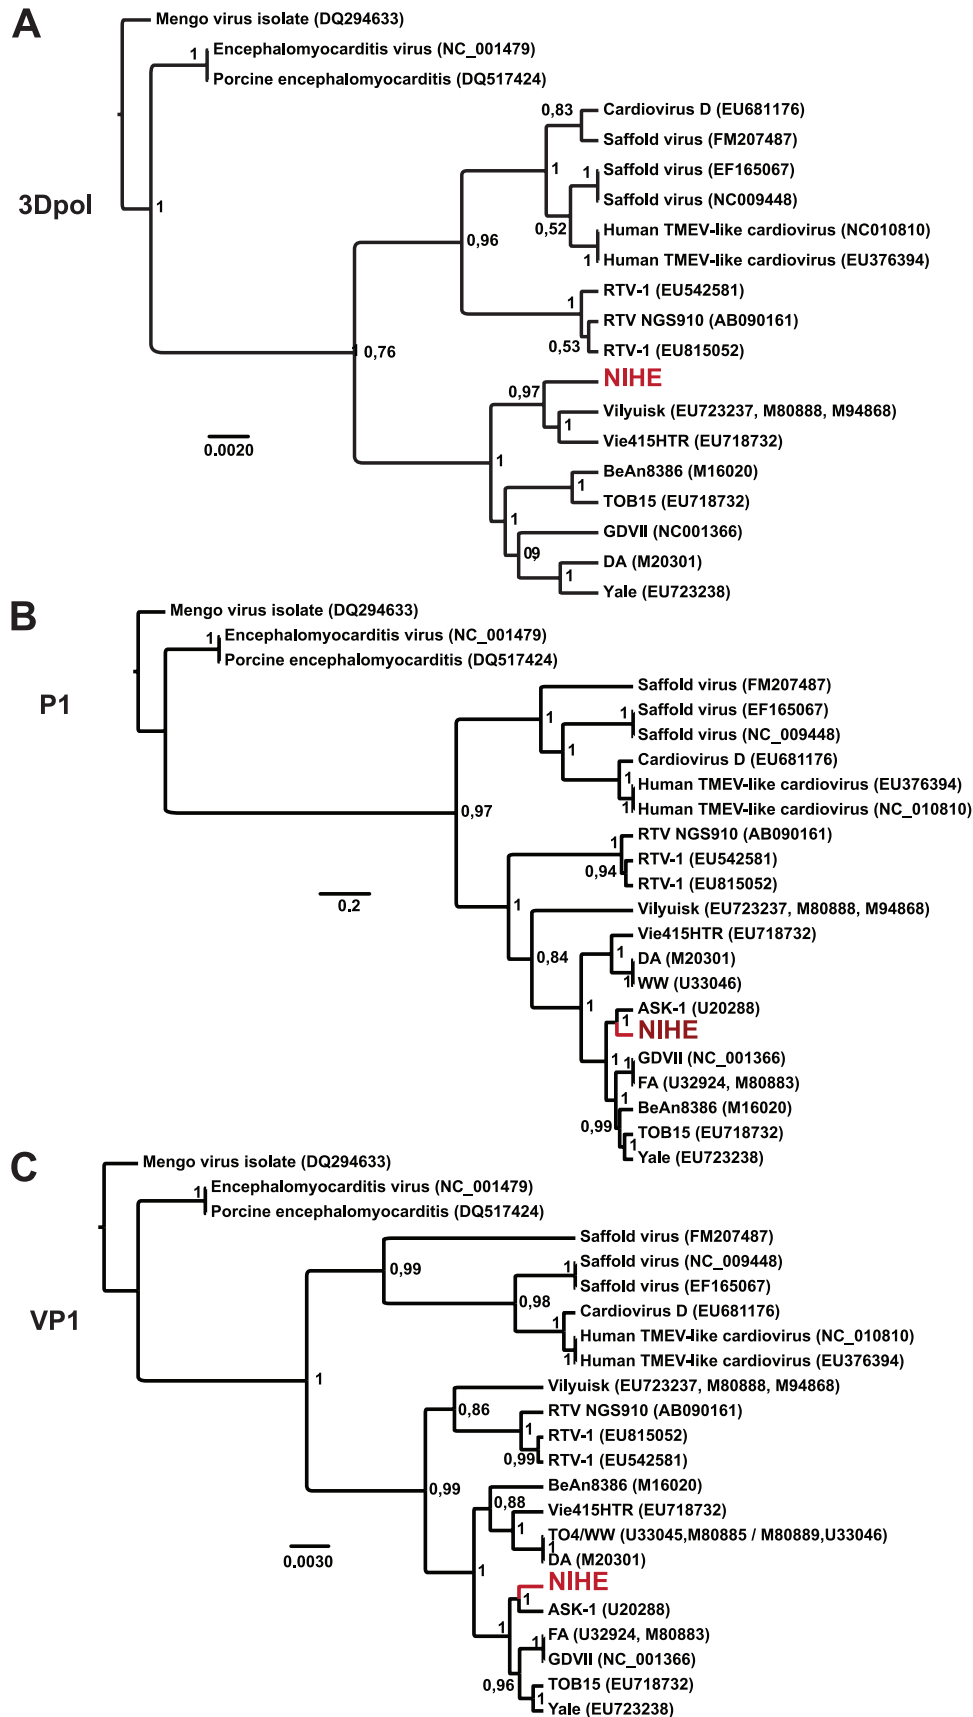 A
Mengo virus isolate (DQ294633)
1
Encephalomyocarditis virus (NC_001479)
Porcine encephalomyocarditis (DQ517424)
0,83
Cardiovirus D (EU681176)
Saffold virus (FM207487)
1
1
Saffold virus (EF165067)
Saffold virus (NC009448)
3Dpol
1
0,52
Human TMEV-like cardiovirus (NC010810)
0,96
1
Human TMEV-like cardiovirus (EU376394)
1
RTV-1 (EU542581)
RTV NGS910 (AB090161)
0,53
RTV-1 (EU815052)
1
0,76
NIHE
0,97
Vilyuisk (EU723237, M80888, M94868)
1
Vie415HTR (EU718732)
0.0020
1
BeAn8386 (M16020)
1
TOB15 (EU718732)
1
GDVII (NC001366)
09,
DA (M20301)
1
Yale (EU723238)
B
Mengo virus isolate (DQ294633)
1
Encephalomyocarditis virus (NC_001479)
Porcine encephalomyocarditis (DQ517424)
P1
Saffold virus (FM207487)
1
1
Saffold virus (EF165067)
Saffold virus (NC_009448)
1
Cardiovirus D (EU681176)
1
Human TMEV-like cardiovirus (EU376394)
1
Human TMEV-like cardiovirus (NC_010810)
0,97
1
RTV NGS910 (AB090161)
RTV-1 (EU542581)
0,94
RTV-1 (EU815052)
0.2
1
Vilyuisk (EU723237, M80888, M94868)
Vie415HTR (EU718732)
0,84
1
DA (M20301)
1
WW (U33046)
1
ASK-1 (U20288)
1
NIHE
1
1
GDVII (NC_001366)
FA (U32924, M80883)
1
BeAn8386 (M16020)
0,99
TOB15 (EU718732)
1
Yale (EU723238)
C
Mengo virus isolate (DQ294633)
1
Encephalomyocarditis virus (NC_001479)
Porcine encephalomyocarditis (DQ517424)
VP1
Saffold virus (FM207487)
0,99
1
Saffold virus (NC_009448)
Saffold virus (EF165067)
0,98
Cardiovirus D (EU681176)
1
Human TMEV-like cardiovirus (NC_010810)
1
Human TMEV-like cardiovirus (EU376394)
1
Vilyuisk (EU723237, M80888, M94868)
0,86
RTV NGS910 (AB090161)
1
RTV-1 (EU815052)
0,99
RTV-1 (EU542581)
0,99
BeAn8386 (M16020)
0,88
Vie415HTR (EU718732)
1
TO4/WW (U33045,M80885 / M80889,U33046)
1
DA (M20301)
0.0030
1
NIHE
1
ASK-1 (U20288)
1
1
FA (U32924, M80883)
GDVII (NC_001366)
0,96
TOB15 (EU718732)
1
Yale (EU723238)